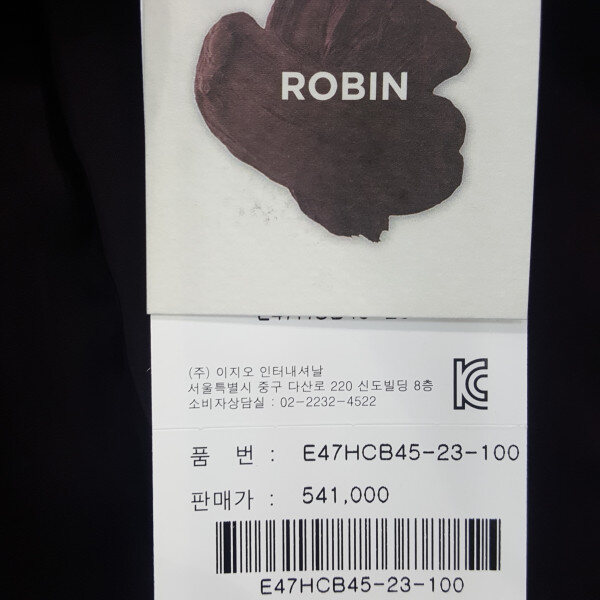 ROBIN
(주) 이지오 인터내셔날
서울특별시 중구 다산로 220 신도빌딩 8층
소비자상담실 : 02-2232-4522
품 번 : E47HCB45-23-100
판매가 : 541,000
E47HCB45-23-100